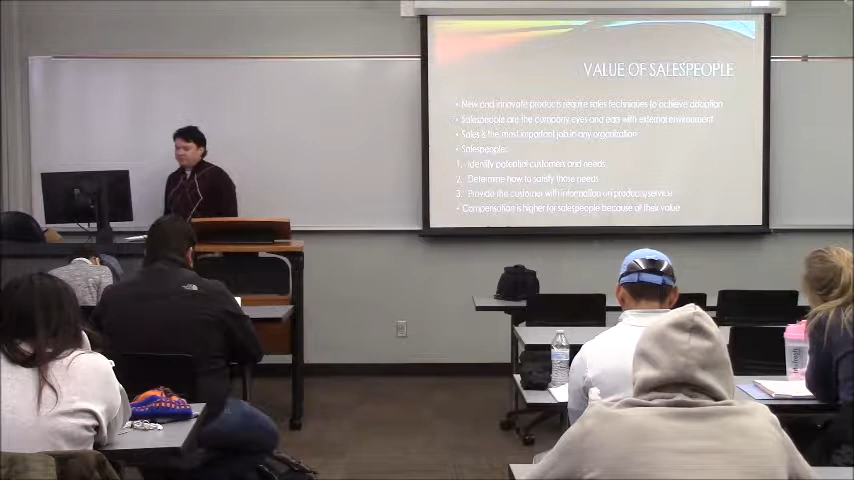 VALUE OF SALESPEOPLE
• New and innovate products require sales techniques to achieve adoption
• Salespeople are the company eyes and ears with external environment
• Sales is the most important job in any organization
• Salespeople:
1. Identify potential customers and needs
2. Determine how to satisfy those needs
3. Provide the customer with information on products/service
• Compensation is higher for salespeople because of their value